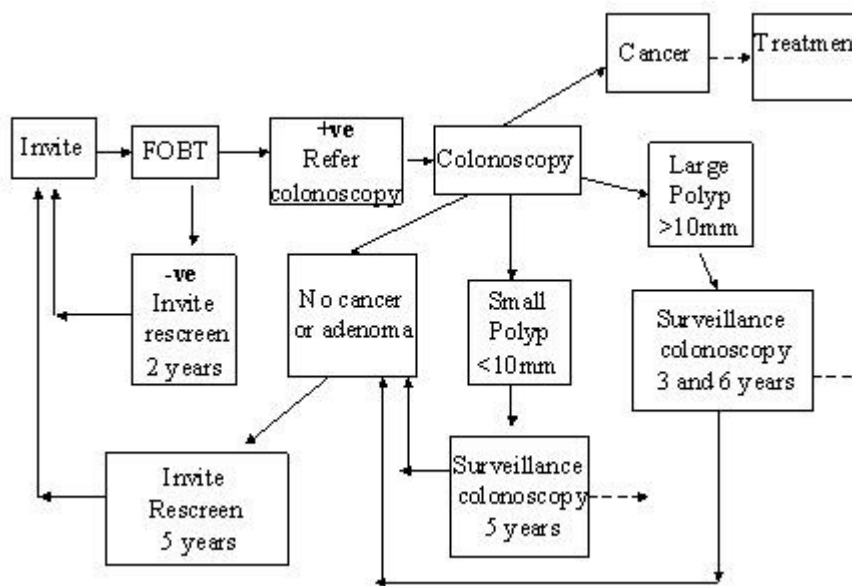 Cancer
Treatmen
Invite
FOBT
+ve
Refer
colonoscopy
Colonoscopy
Large
Polyp
>10mm
-ve
Invite
rescreen
2 years
No cancer
or adenoma
Small
Polyp
<10mm
Surveillance
colonoscopy
3 and 6 years
Invite
Rescreen
5 years
Surveillance
colonoscopy
5 years